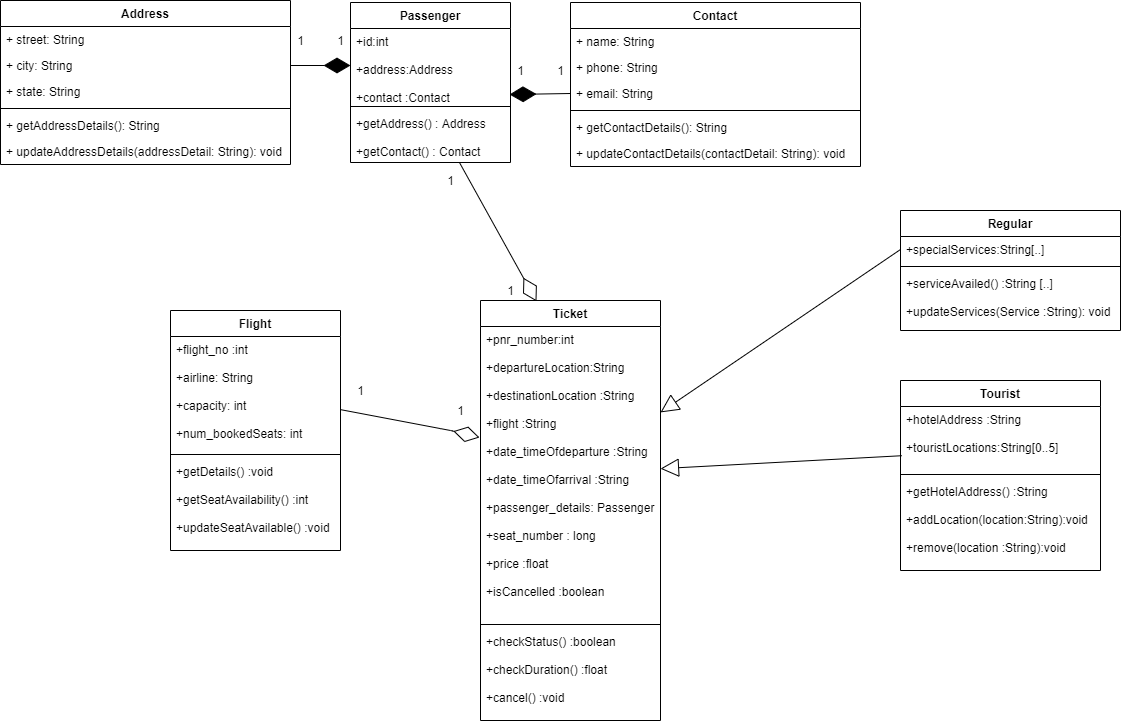 Address
+ street: String
+ city: String
+ state: String
+ getAddressDetails(): String
+ updateAddressDetails(addressDetail: String): void
1
1
Passenger
+id:int
+address:Address
+contact :Contact
+getAddress() : Address
+getContact() : Contact
1
1
Contact
+ name: String
+ phone: String
+ email: String
+ getContactDetails(): String
+ updateContactDetails(contactDetail: String): void
1
1
Flight
+flight_no :int
+airline: String
+capacity: int
+num_bookedSeats: int
+getDetails() :void
+getSeatAvailability() :int
+updateSeatAvailable() :void
1
1
Ticket
+pnr_number:int
+departureLocation:String
+destinationLocation :String
+flight :String
+date_timeOfdeparture :String
+date_timeOfarrival :String
+passenger_details: Passenger
+seat_number : long
+price :float
+isCancelled :boolean
+checkStatus() :boolean
+checkDuration() :float
+cancel() :void
Regular
+specialServices:String[..]
+serviceAvailed() :String [..]
+updateServices(Service :String): void
Tourist
+hotelAddress :String
+touristLocations:String[0..5]
+getHotelAddress() :String
+addLocation(location:String):void
+remove(location :String):void